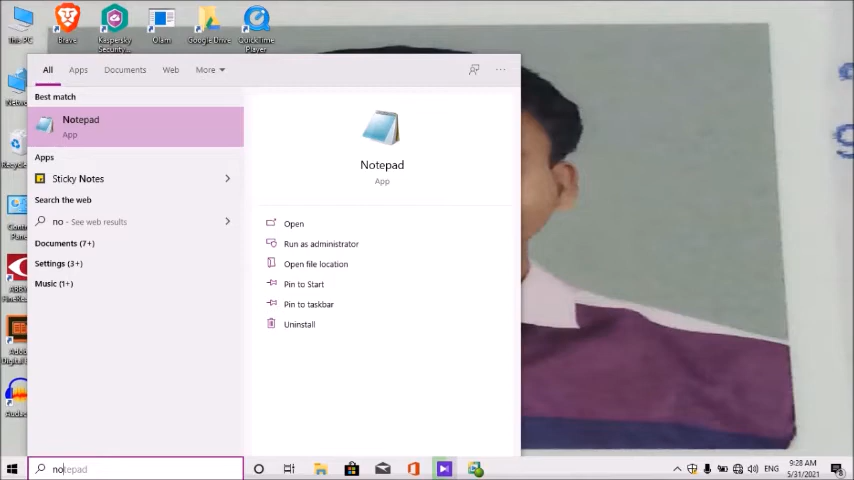 This PC
Brave
Kaspersky Security...
Olam
Google Drive
QuickTime Player
All
Apps
Documents
Web
More
Best match
Notepad
App
Apps
Sticky Notes
Search the web
no - See web results
Documents (7+)
Settings (3+)
Music (1+)
Notepad
App
Open
Run as administrator
Open file location
Pin to Start
Pin to taskbar
Uninstall
notepad
ENG
9:28 AM
5/31/2021